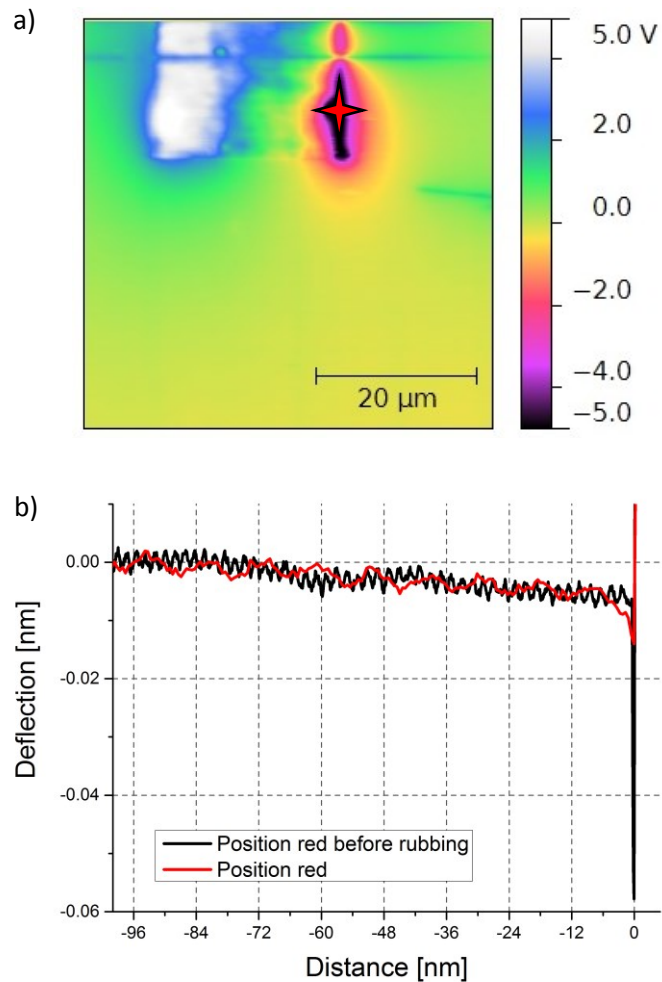 a)
5.0 V
2.0
0.0
−2.0
−4.0
−5.0
20 µm
b)
0.00
-0.02
-0.04
-0.06
Deflection [nm]
Position red before rubbing
Position red
-96 -84 -72 -60 -48 -36 -24 -12 0
Distance [nm]